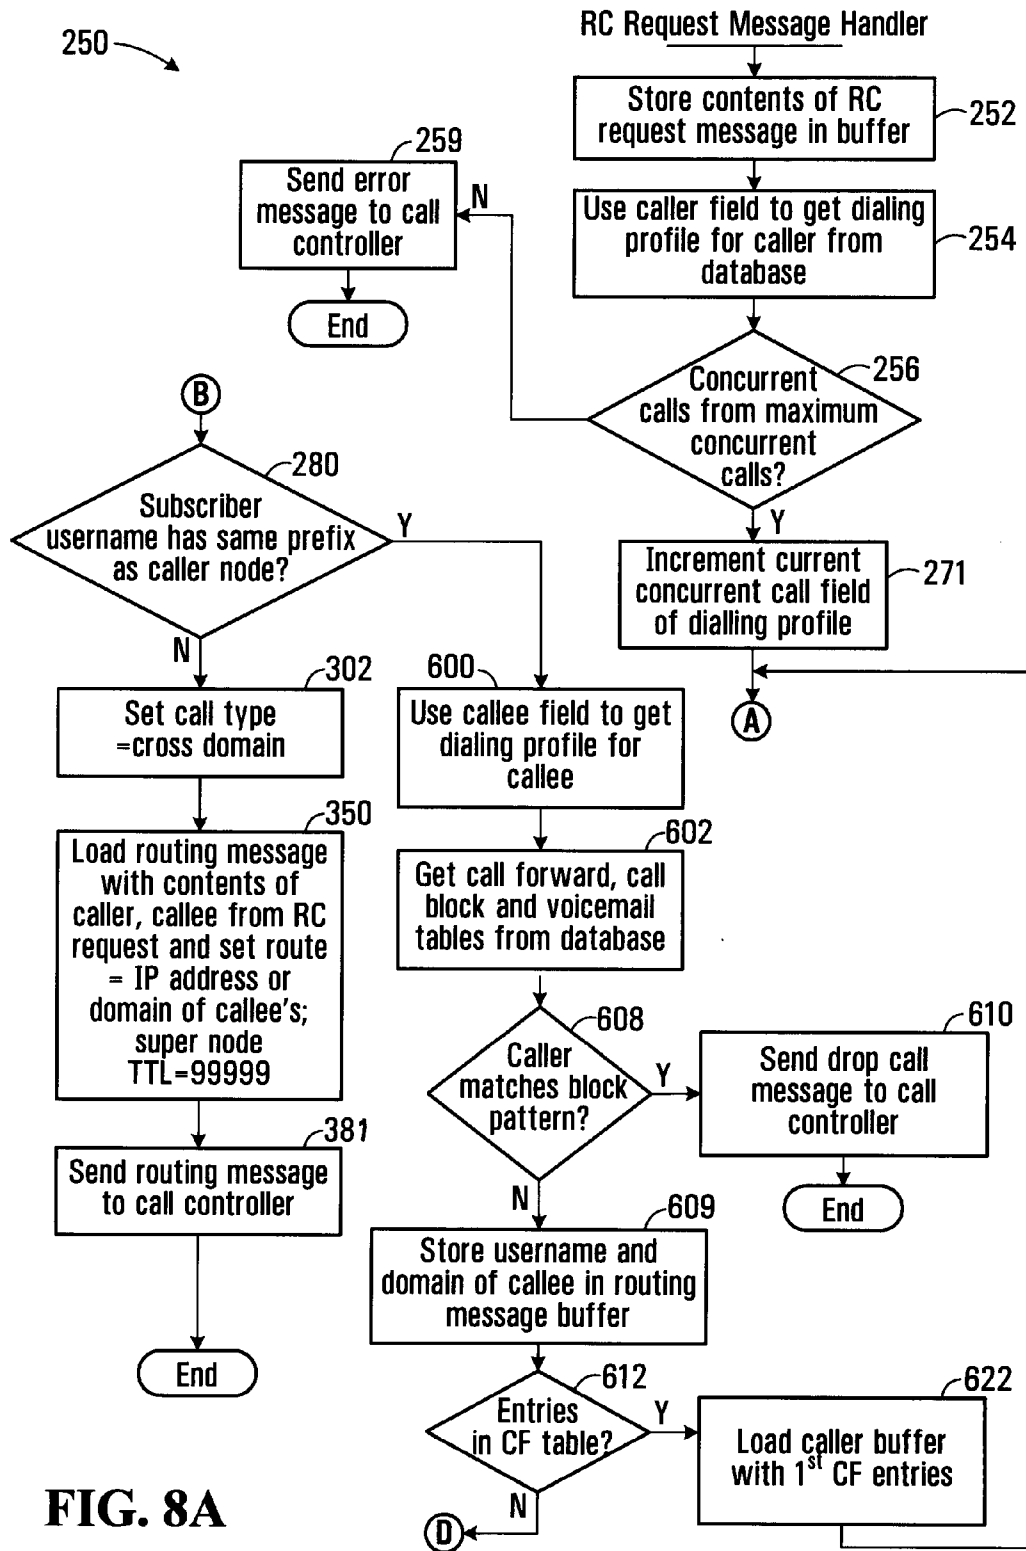 250
RC Request Message Handler
Store contents of RC
request message in buffer
252
259
Send error
message to call
controller
N
End
Use caller field to get dialing
profile for caller from
database
254
Concurrent
calls from maximum
concurrent
calls?
256
Y
Increment current
concurrent call field
of dialling profile
271
A
B
280
Subscriber
username has same prefix
as caller node?
Y
N
302
Set call type
=cross domain
350
Load routing message
with contents of
caller, callee from RC
request and set route
= IP address or
domain of callee's;
super node
TTL=99999
381
Send routing message
to call controller
End
600
Use callee field to get
dialing profile for
callee
602
Get call forward, call
block and voicemail
tables from database
608
Caller
matches block
pattern?
Y
610
Send drop call
message to call
controller
End
N
609
Store username and
domain of callee in routing
message buffer
612
Entries
in CF table?
Y
622
Load caller buffer
with 1st CF entries
N
D
FIG. 8A